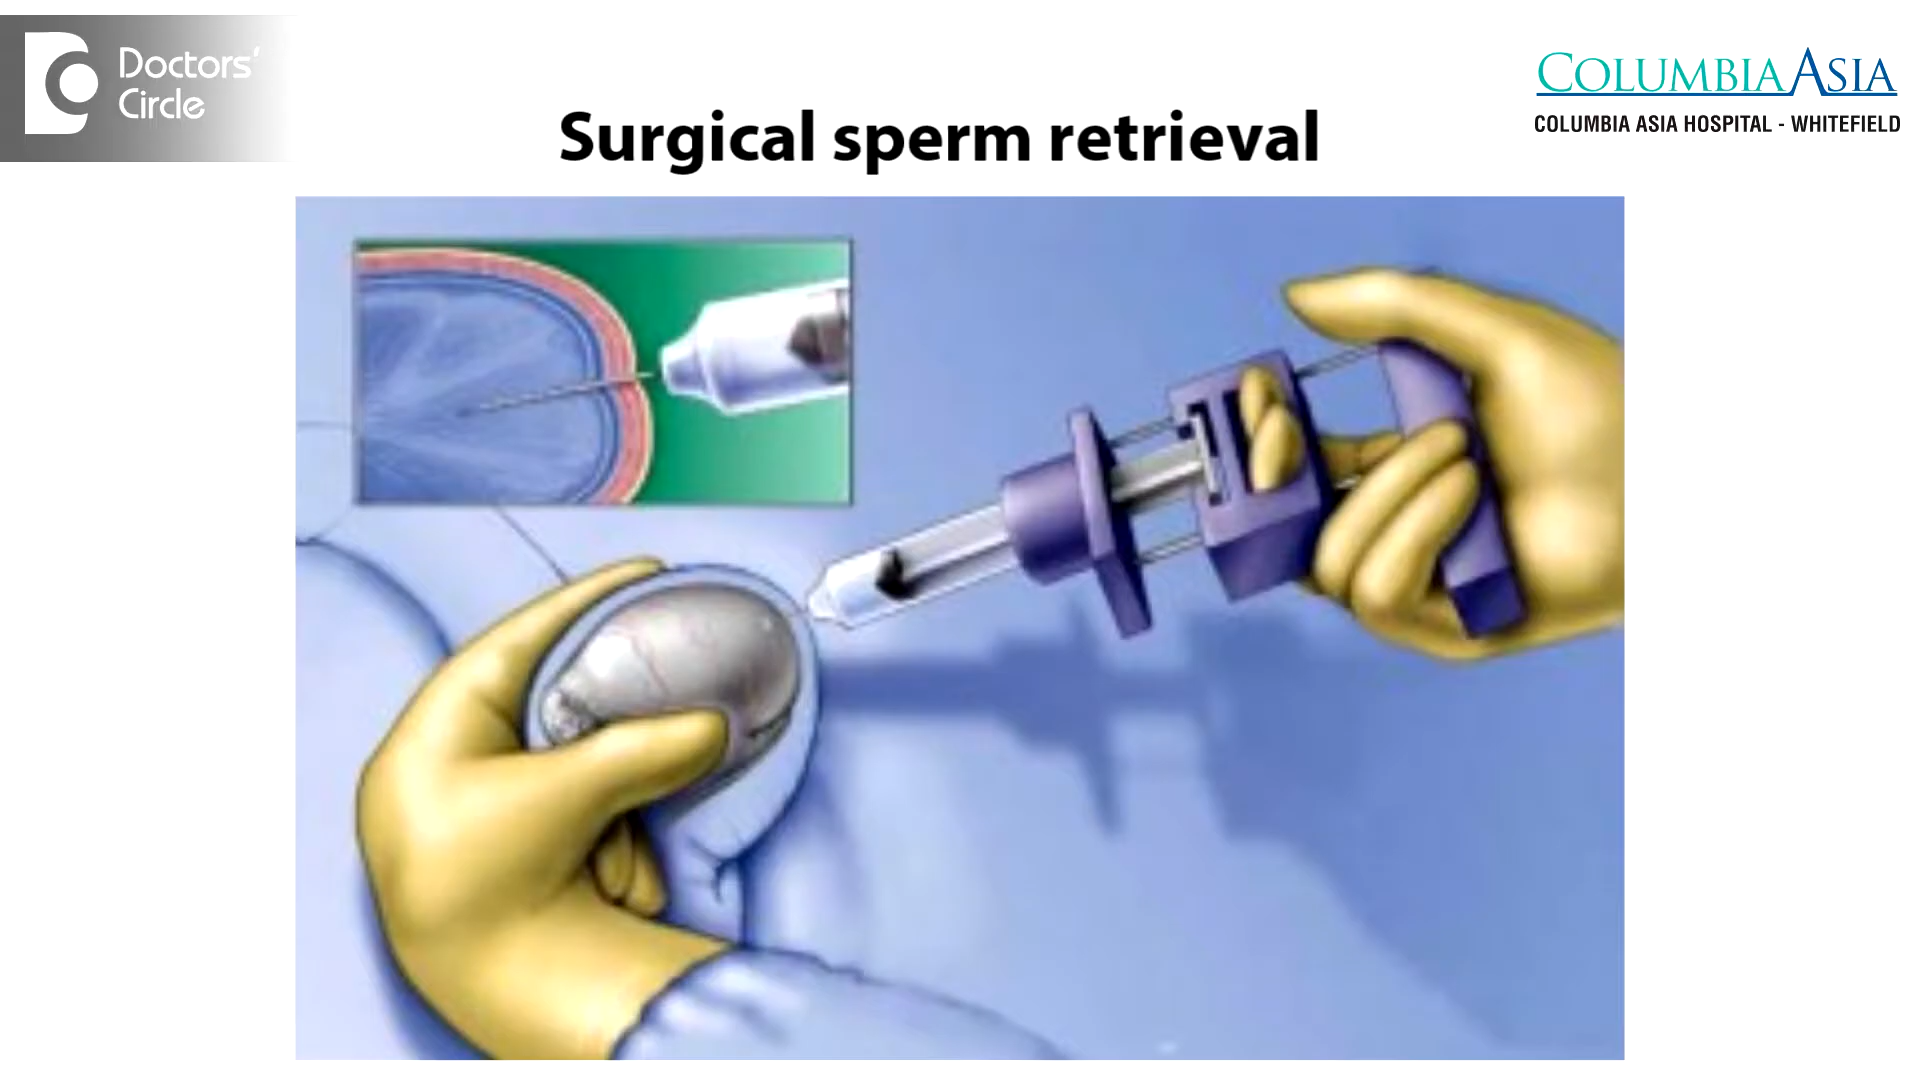 Doctors'
Circle
Surgical sperm retrieval
COLUMBIA ASIA
COLUMBIA ASIA HOSPITAL - WHITEFIELD